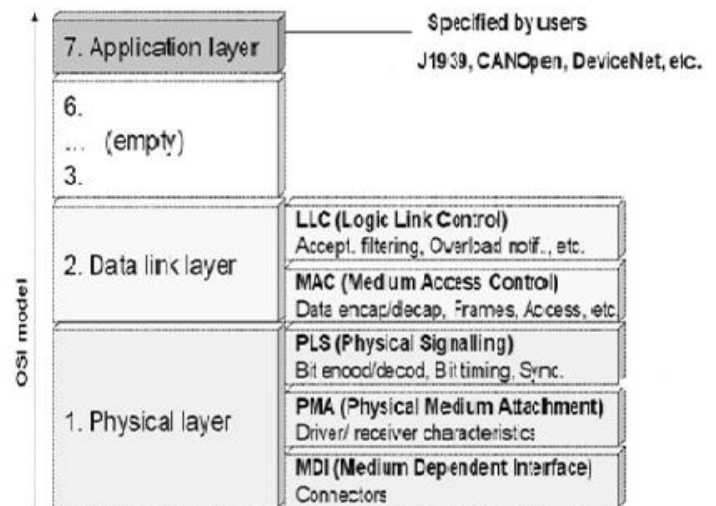 7. Application layer
Specified by users
J1939, CANOpen, DeviceNet, etc.
6.
... (empty)
3.
2. Data link layer
LLC (Logic Link Control)
Accept. filtering, Overload notif., etc.
MAC (Medium Access Control)
Data encap/decap, Frames, Access, etc
1. Physical layer
PLS (Physical Signalling)
Bit encod/decod, Bit timing, Sync.
PMA (Physical Medium Attachment)
Driver/ receiver characteristics
MDI (Medium Dependent Interface)
Connectors
OSI model